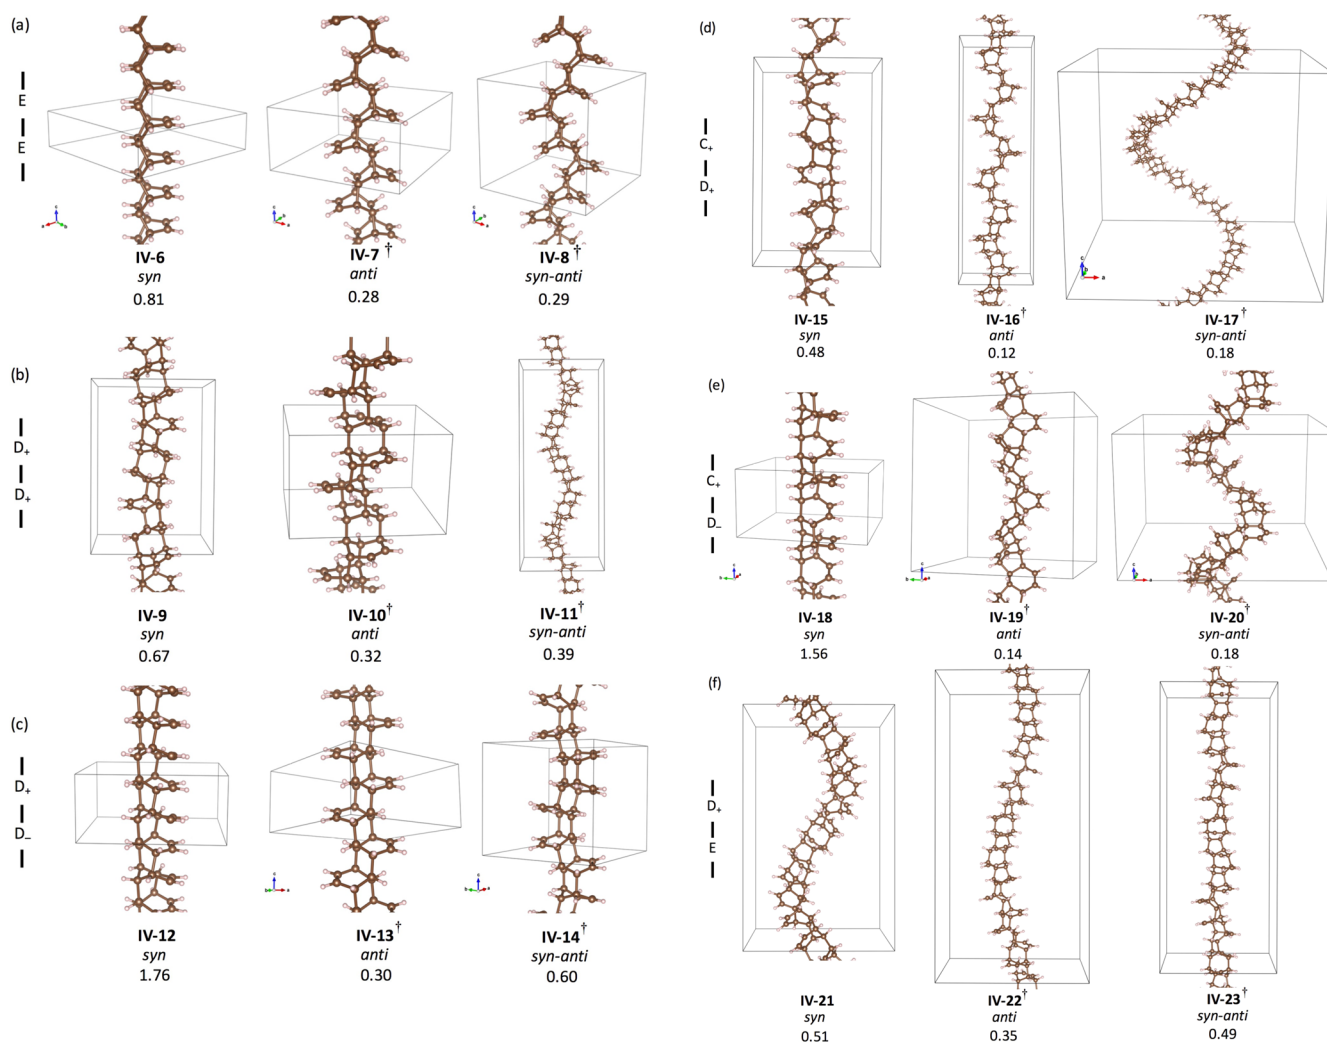 (a)
E
E
IV-6
syn
0.81
IV-7†
anti
0.28
IV-8†
syn-anti
0.29
(b)
D+
D+
IV-9
syn
0.67
IV-10†
anti
0.32
IV-11†
syn-anti
0.39
(c)
D+
D−
IV-12
syn
1.76
IV-13†
anti
0.30
IV-14†
syn-anti
0.60
(d)
C+
D+
IV-15
syn
0.48
IV-16†
anti
0.12
c
b
a
IV-17†
syn-anti
0.18
(e)
C+
D−
IV-18
syn
1.56
IV-19†
anti
0.14
IV-20†
syn-anti
0.18
(f)
D+
E
IV-21
syn
0.51
IV-22†
anti
0.35
IV-23†
syn-anti
0.49